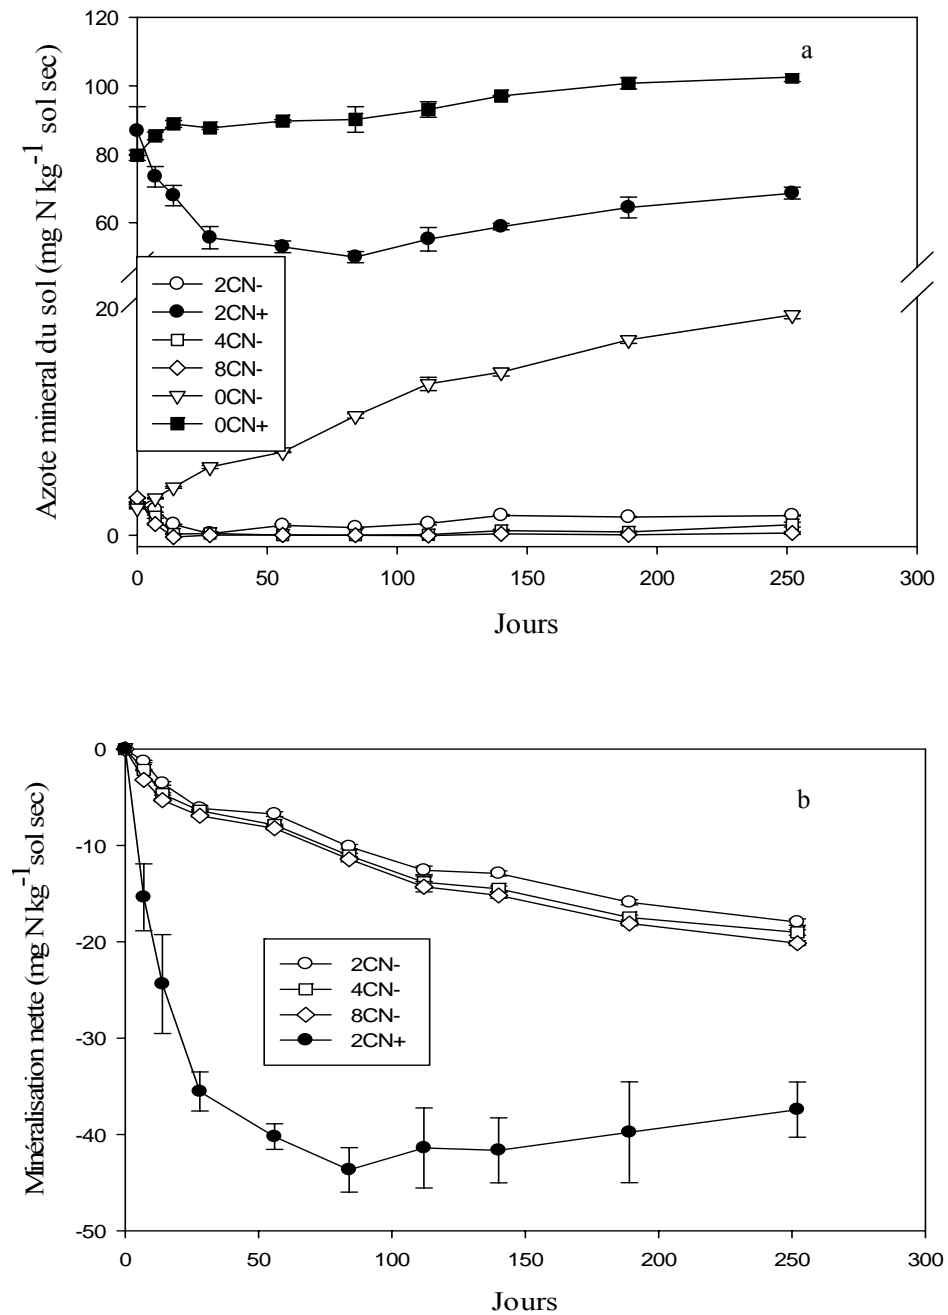 120
a
100
80
60
20
0
Azote mineral du sol (mg N kg-1 sol sec)
2CN-
2CN+
4CN-
8CN-
0CN-
0CN+
0 50 100 150 200 250 300
Jours
0
b
-10
-20
-30
-40
-50
Minéralisation nette (mg N kg-1 sol sec)
2CN-
4CN-
8CN-
2CN+
0 50 100 150 200 250 300
Jours